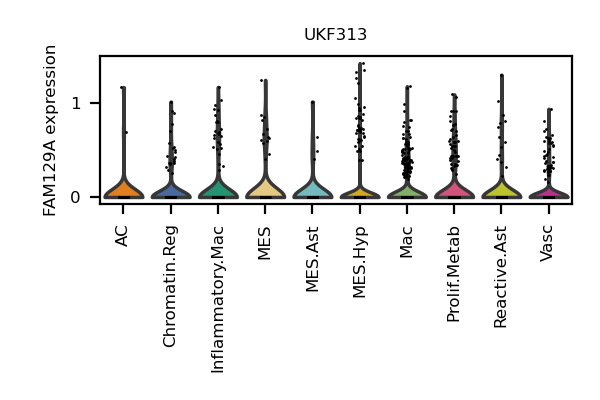 UKF313
FAM129A expression
1
0
AC
Chromatin.Reg
Inflammatory.Mac
MES
MES.Ast
MES.Hyp
Mac
Prolif.Metab
Reactive.Ast
Vasc